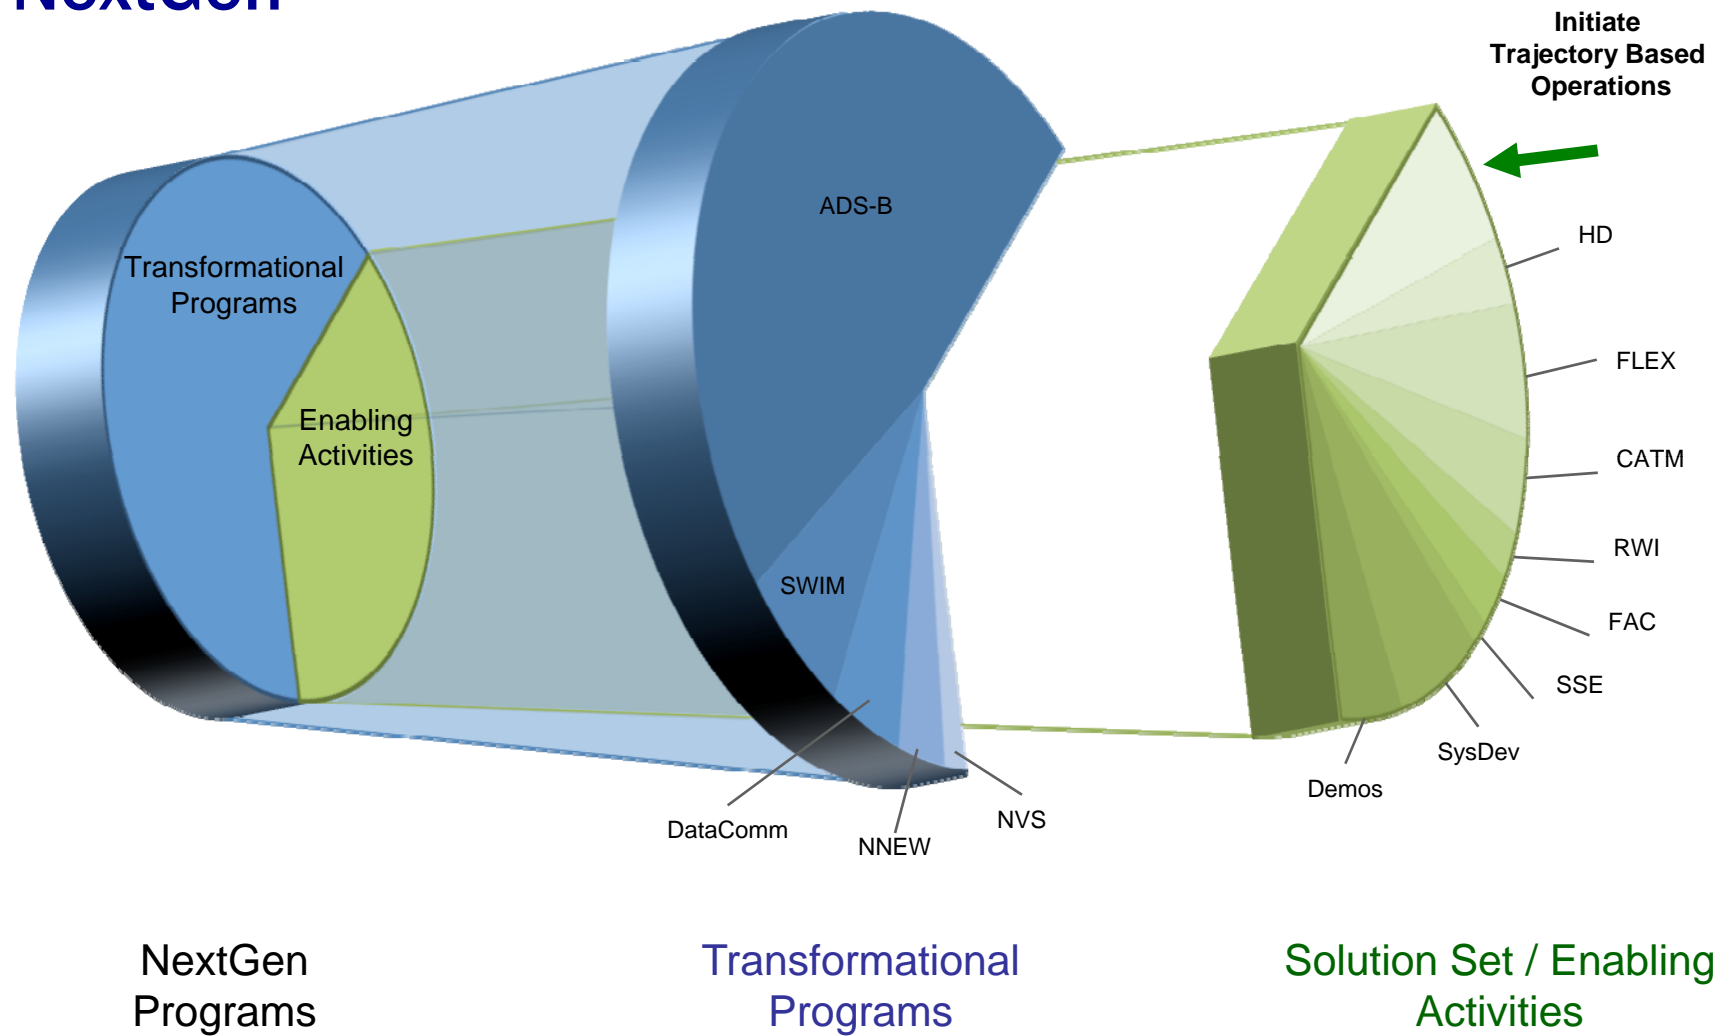 NextGen
Initiate
Trajectory Based
Operations
ADS-B
HD
Transformational
Programs
FLEX
Enabling
Activities
CATM
RWI
SWIM
FAC
SSE
SysDev
Demos
NVS
DataComm
NNEW
NextGen
Programs
Transformational
Programs
Solution Set / Enabling
Activities